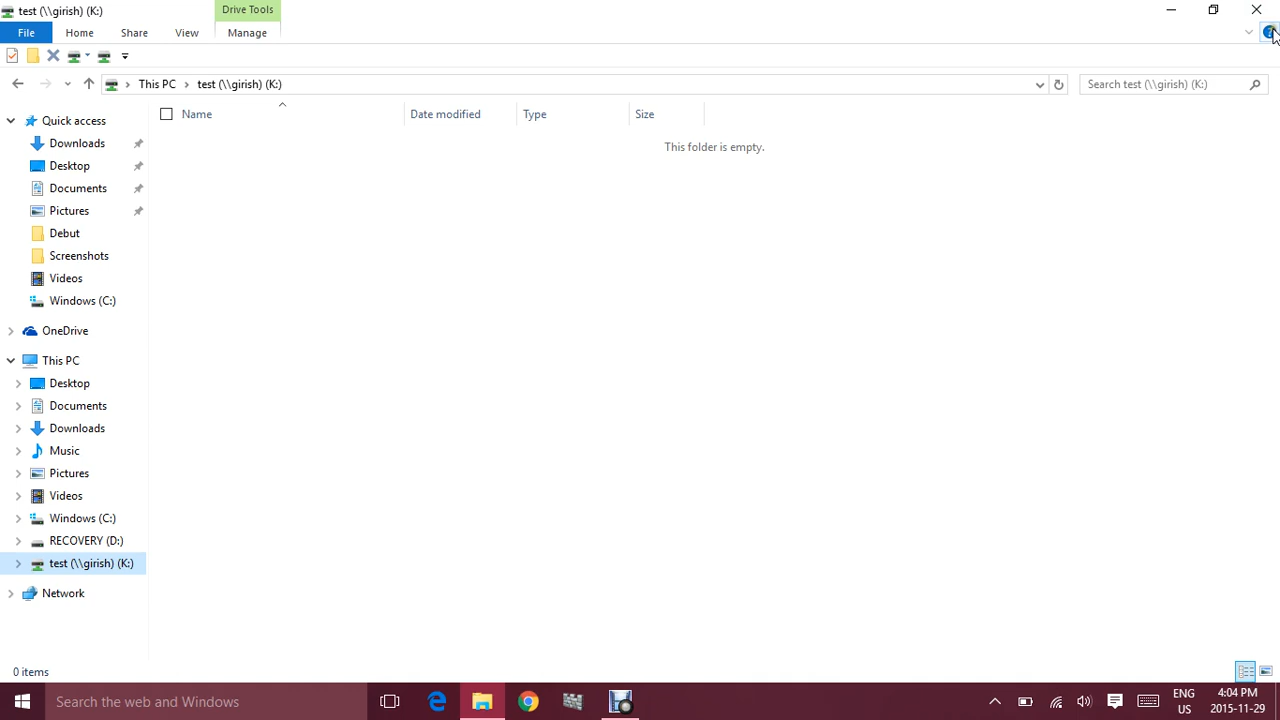 test (\\girish) (K:)
Drive Tools
File
Home
Share
View
Manage
This PC
test (\\girish) (K:)
Search test (\\girish) (K:)
Name
Date modified
Type
Size
This folder is empty.
Quick access
Downloads
Desktop
Documents
Pictures
Debut
Screenshots
Videos
Windows (C:)
OneDrive
This PC
Desktop
Documents
Downloads
Music
Pictures
Videos
Windows (C:)
RECOVERY (D:)
test (\\girish) (K:)
Network
0 items
Search the web and Windows
ENG
US
4:04 PM
2015-11-29